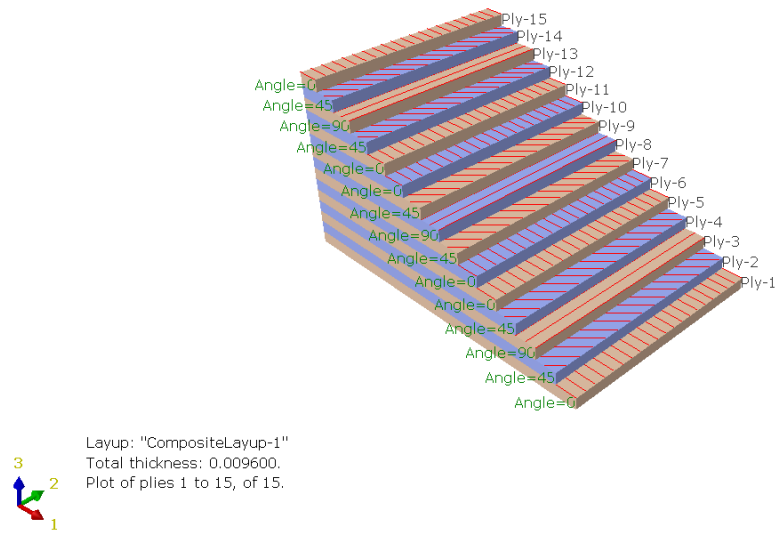 Ply-15
Ply-14
Ply-13
Ply-12
Ply-11
Ply-10
Ply-9
Ply-8
Ply-7
Ply-6
Ply-5
Ply-4
Ply-3
Ply-2
Ply-1
Angle=0
Angle=45
Angle=90
Angle=45
Angle=0
Angle=0
Angle=45
Angle=90
Angle=45
Angle=0
Angle=0
Angle=45
Angle=90
Angle=45
Angle=0
Layup: "CompositeLayup-1"
Total thickness: 0.009600.
Plot of plies 1 to 15, of 15.
3
2
1